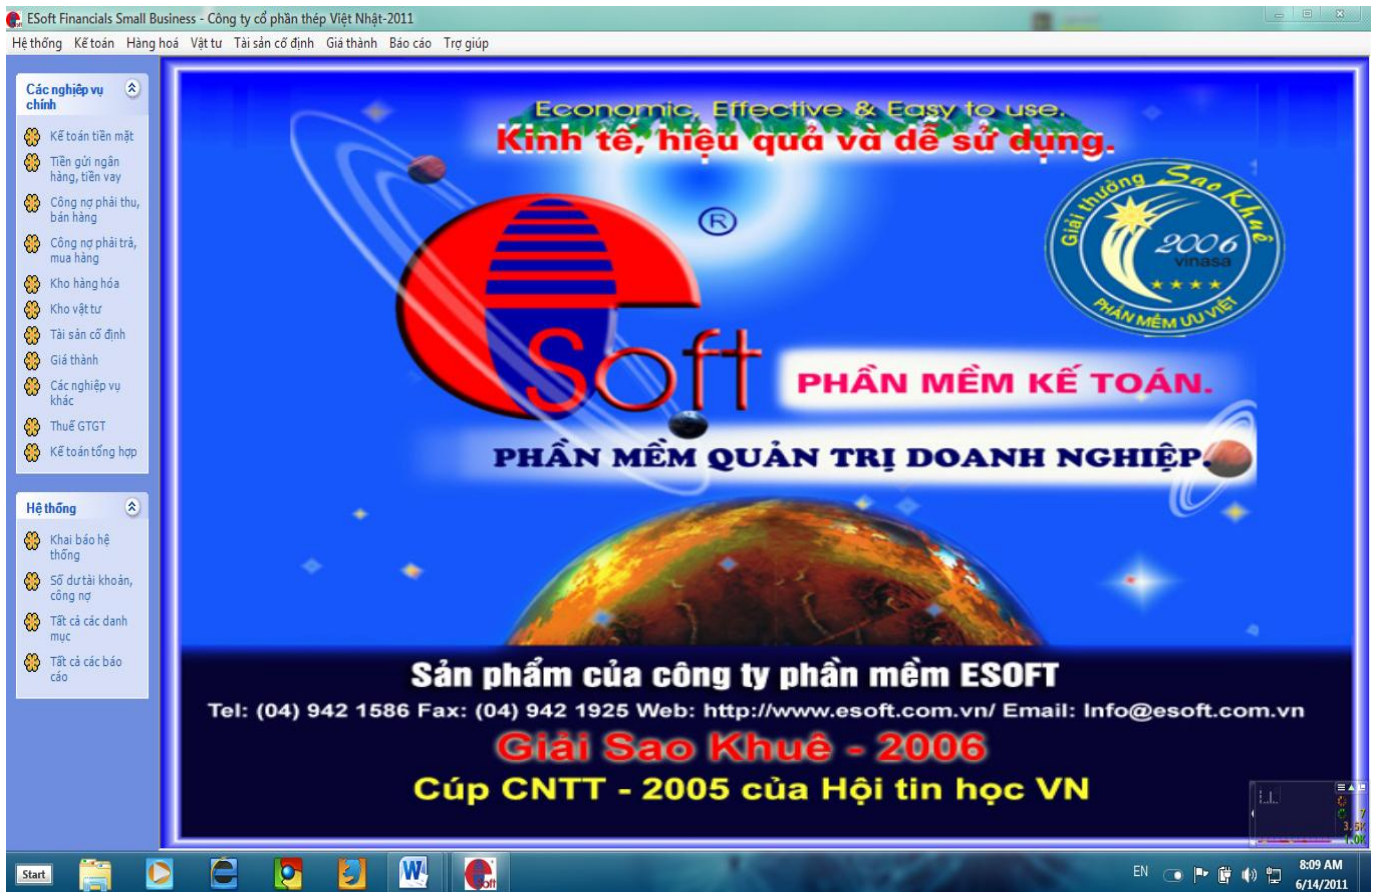 ESoft Financials Small Business - Công ty cổ phần thép Việt Nhật-2011
Hệ thống Kế toán Hàng hoá Vật tư Tài sản cố định Giá thành Báo cáo Trợ giúp
Các nghiệp vụ
chính
Kế toán tiền mặt
Tiền gửi ngân
hàng, tiền vay
Công nợ phải thu,
bán hàng
Công nợ phải trả,
mua hàng
Kho hàng hóa
Kho vật tư
Tài sản cố định
Giá thành
Các nghiệp vụ
khác
Thuế GTGT
Kế toán tổng hợp
Hệ thống
Khai báo hệ
thống
Số dư tài khoản,
công nợ
Tất cả các danh
mục
Tất cả các báo
cáo
Economic, Effective & Easy to use.
Kinh tế, hiệu quả và dễ sử dụng.
Giải thưởng Sao Khuê
2006
vinasa
PHẦN MỀM ƯU VIỆT
®
eSoft
PHẦN MỀM KẾ TOÁN.
PHẦN MỀM QUẢN TRỊ DOANH NGHIỆP.
Sản phẩm của công ty phần mềm ESOFT
Tel: (04) 942 1586 Fax: (04) 942 1925 Web: http://www.esoft.com.vn/ Email: Info@esoft.com.vn
Giải Sao Khuê - 2006
Cúp CNTT - 2005 của Hội tin học VN
7
3.5K
1.0K
Start
EN
8:09 AM
6/14/2011